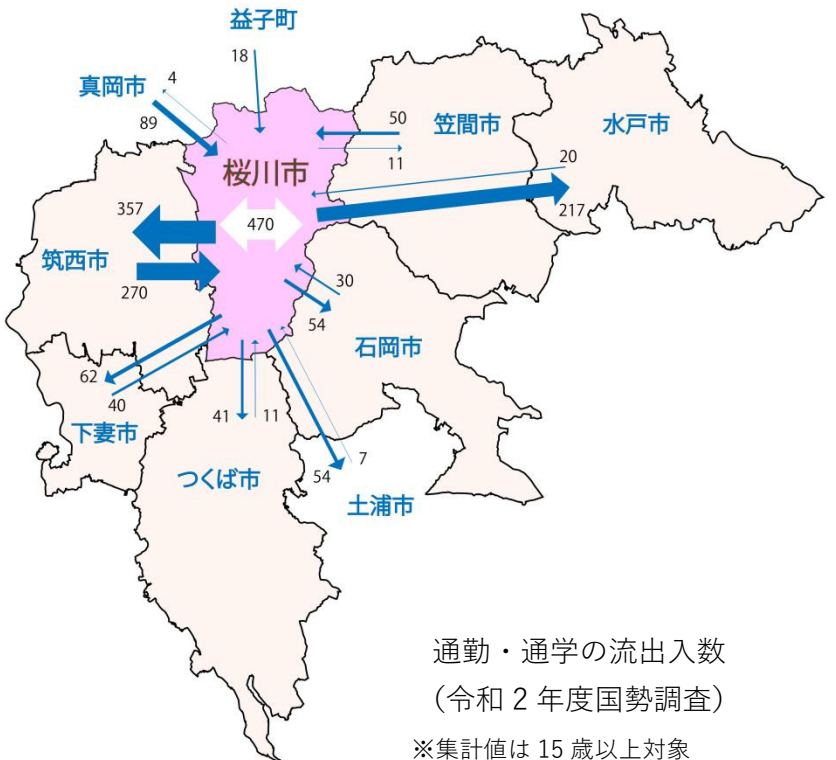 益子町
18
4
真岡市
89
50
笠間市
水戸市
11
20
桜川市
357
470
217
筑西市
270
30
54
石岡市
62
40
下妻市
41
11
つくば市
7
54
土浦市
通勤・通学の流出入数
(令和2年度国勢調査)
※集計値は15歳以上対象